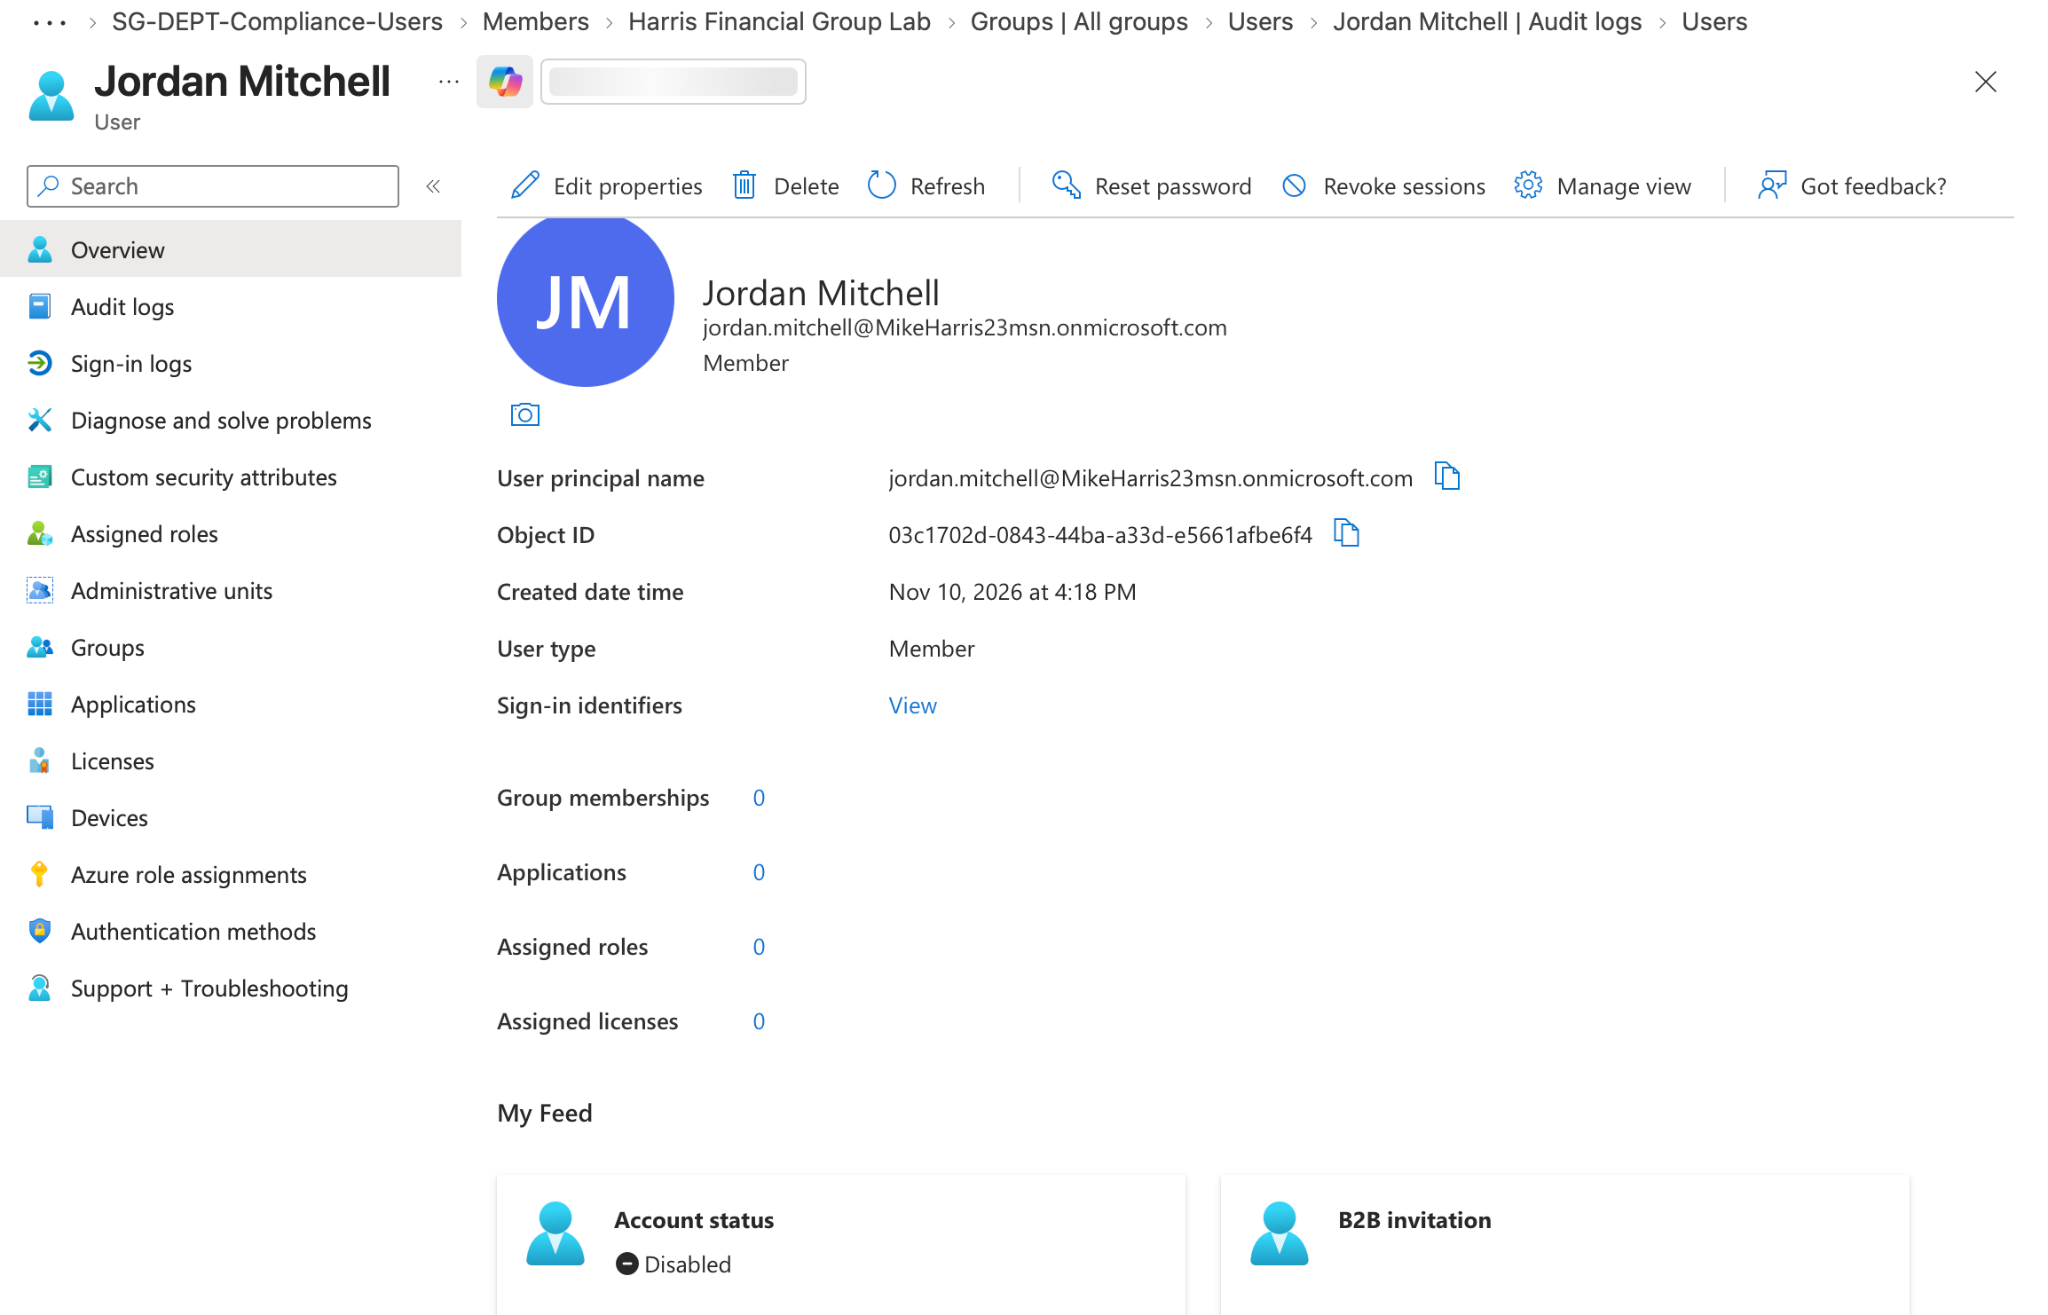 ··· > SG-DEPT-Compliance-Users > Members > Harris Financial Group Lab > Groups | All groups > Users > Jordan Mitchell | Audit logs > Users
Jordan Mitchell ···
User
Search «
Edit properties Delete Refresh Reset password Revoke sessions Manage view Got feedback?
Overview
Audit logs
Sign-in logs
Diagnose and solve problems
Custom security attributes
Assigned roles
Administrative units
Groups
Applications
Licenses
Devices
Azure role assignments
Authentication methods
Support + Troubleshooting
JM
Jordan Mitchell
jordan.mitchell@MikeHarris23msn.onmicrosoft.com
Member
User principal name jordan.mitchell@MikeHarris23msn.onmicrosoft.com
Object ID 03c1702d-0843-44ba-a33d-e5661afbe6f4
Created date time Nov 10, 2026 at 4:18 PM
User type Member
Sign-in identifiers View
Group memberships 0
Applications 0
Assigned roles 0
Assigned licenses 0
My Feed
Account status
Disabled
B2B invitation